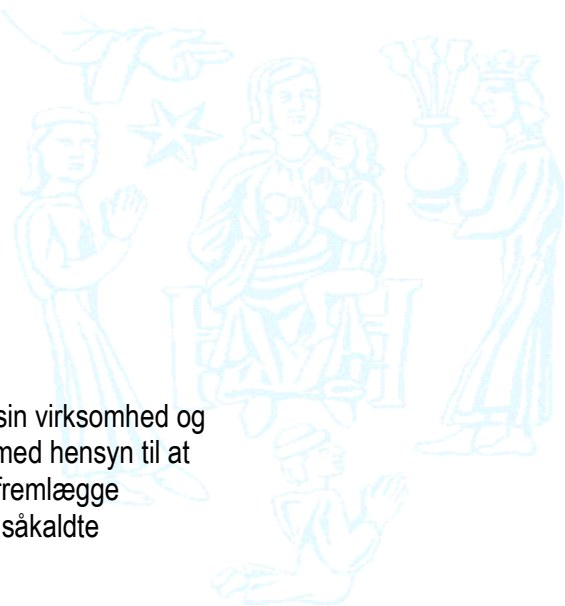 sin virksomhed og
med hensyn til at
fremlægge
såkaldte